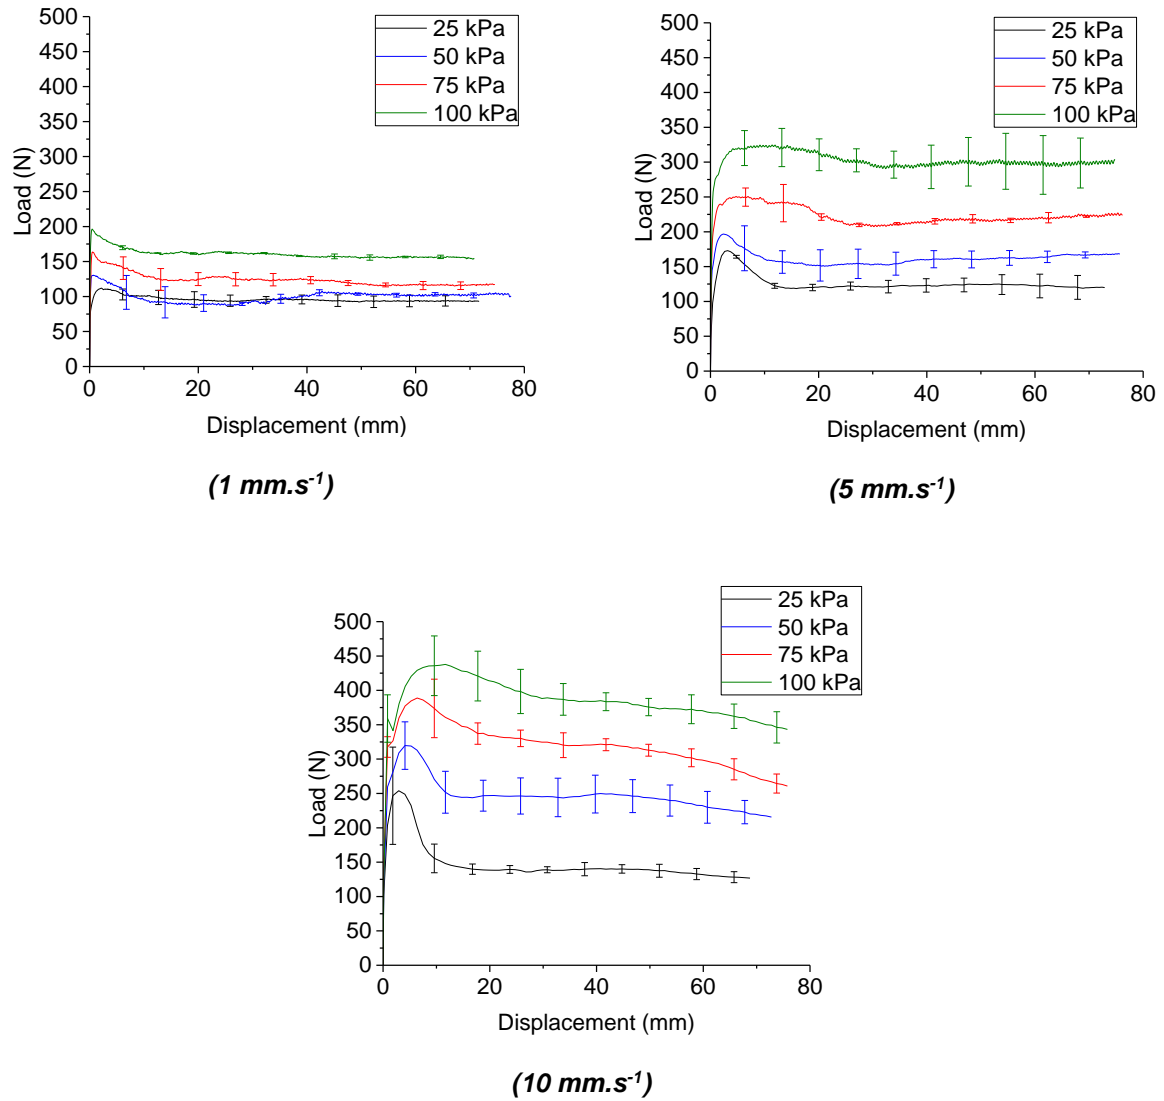 500
450
400
350
300
250
200
150
100
50
0
Load (N)
0 20 40 60 80
Displacement (mm)
25 kPa
50 kPa
75 kPa
100 kPa
(1 mm.s⁻¹)
500
450
400
350
300
250
200
150
100
50
0
Load (N)
0 20 40 60 80
Displacement (mm)
25 kPa
50 kPa
75 kPa
100 kPa
(5 mm.s⁻¹)
500
450
400
350
300
250
200
150
100
50
0
Load (N)
0 20 40 60 80
Displacement (mm)
25 kPa
50 kPa
75 kPa
100 kPa
(10 mm.s⁻¹)